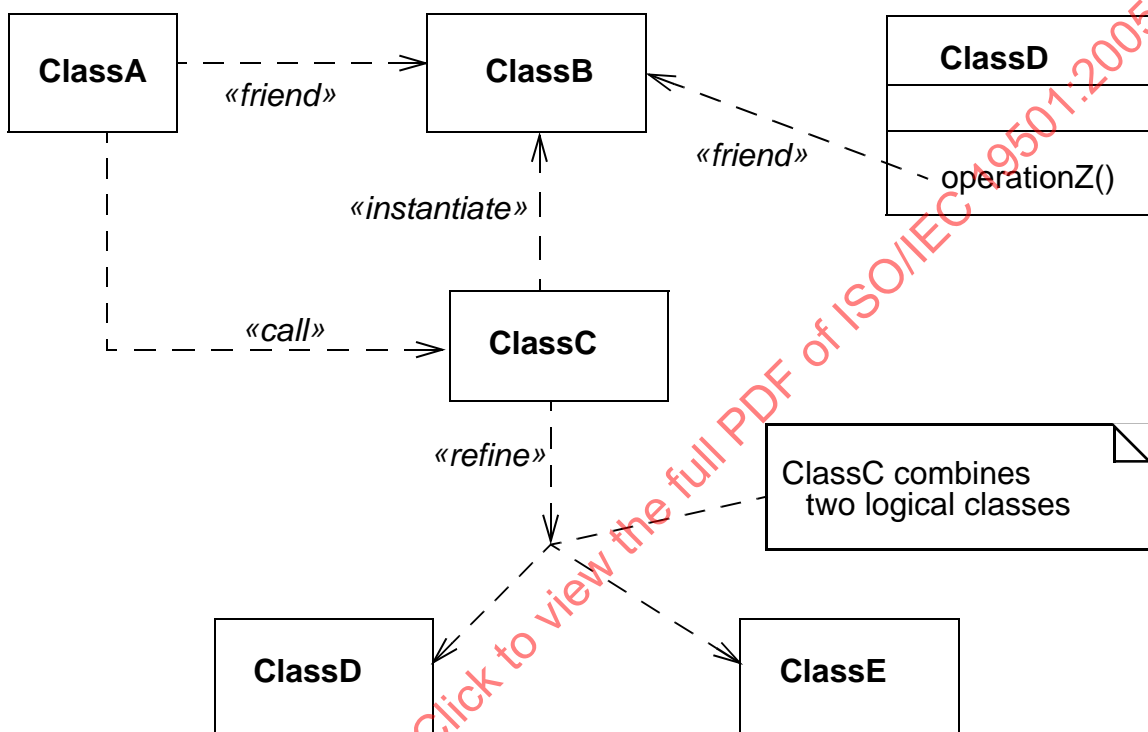 ClassA
ClassB
ClassD
«friend»
«friend»
operationZ()
«instantiate»
«call»
ClassC
«refine»
ClassC combines
two logical classes
ClassD
ClassE
Click to view the full PDF of ISO/IEC 19501:2005